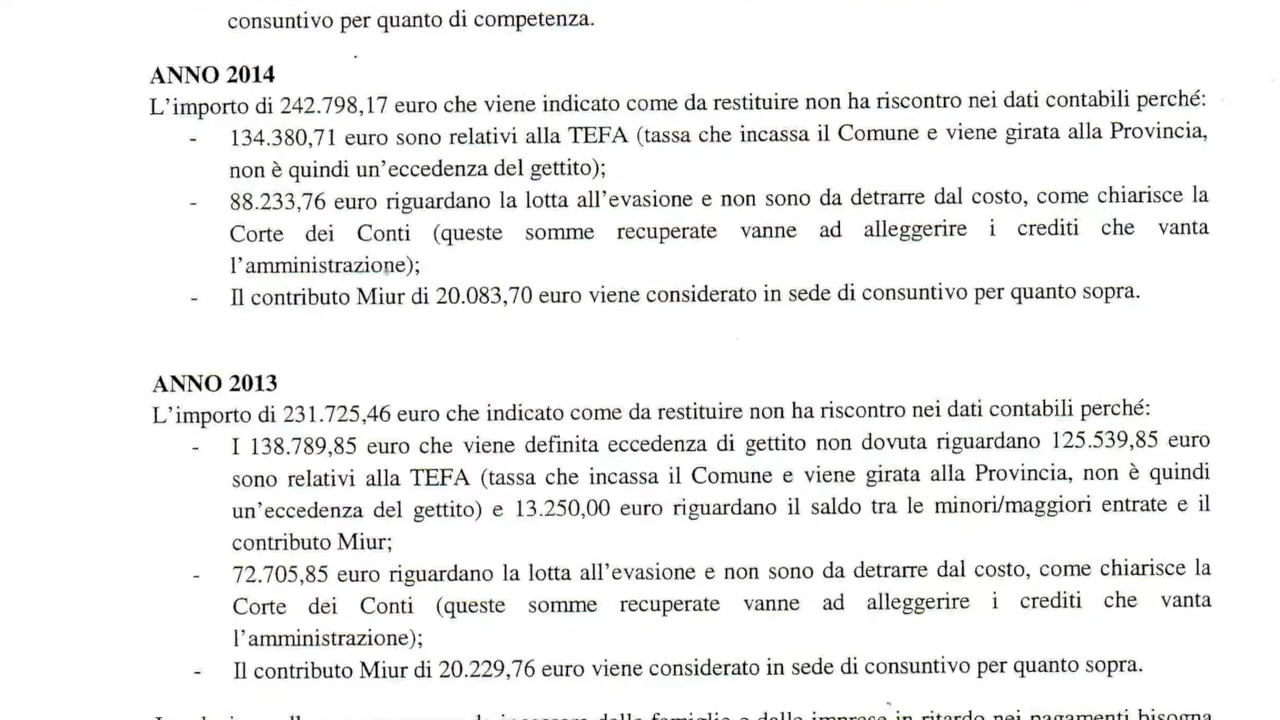 consuntivo per quanto di competenza.
ANNO 2014
L'importo di 242.798,17 euro che viene indicato come da restituire non ha riscontro nei dati contabili perché:
- 134.380,71 euro sono relativi alla TEFA (tassa che incassa il Comune e viene girata alla Provincia,
non è quindi un'eccedenza del gettito);
- 88.233,76 euro riguardano la lotta all'evasione e non sono da detrarre dal costo, come chiarisce la
Corte dei Conti (queste somme recuperate vanne ad alleggerire i crediti che vanta
l'amministrazione);
- Il contributo Miur di 20.083,70 euro viene considerato in sede di consuntivo per quanto sopra.
ANNO 2013
L'importo di 231.725,46 euro che indicato come da restituire non ha riscontro nei dati contabili perché:
- I 138.789,85 euro che viene definita eccedenza di gettito non dovuta riguardano 125.539,85 euro
sono relativi alla TEFA (tassa che incassa il Comune e viene girata alla Provincia, non è quindi
un'eccedenza del gettito) e 13.250,00 euro riguardano il saldo tra le minori/maggiori entrate e il
contributo Miur;
- 72.705,85 euro riguardano la lotta all'evasione e non sono da detrarre dal costo, come chiarisce la
Corte dei Conti (queste somme recuperate vanne ad alleggerire i crediti che vanta
l'amministrazione);
- Il contributo Miur di 20.229,76 euro viene considerato in sede di consuntivo per quanto sopra.
famiglie e dalle imprese in ritardo nei pagamenti bisogna